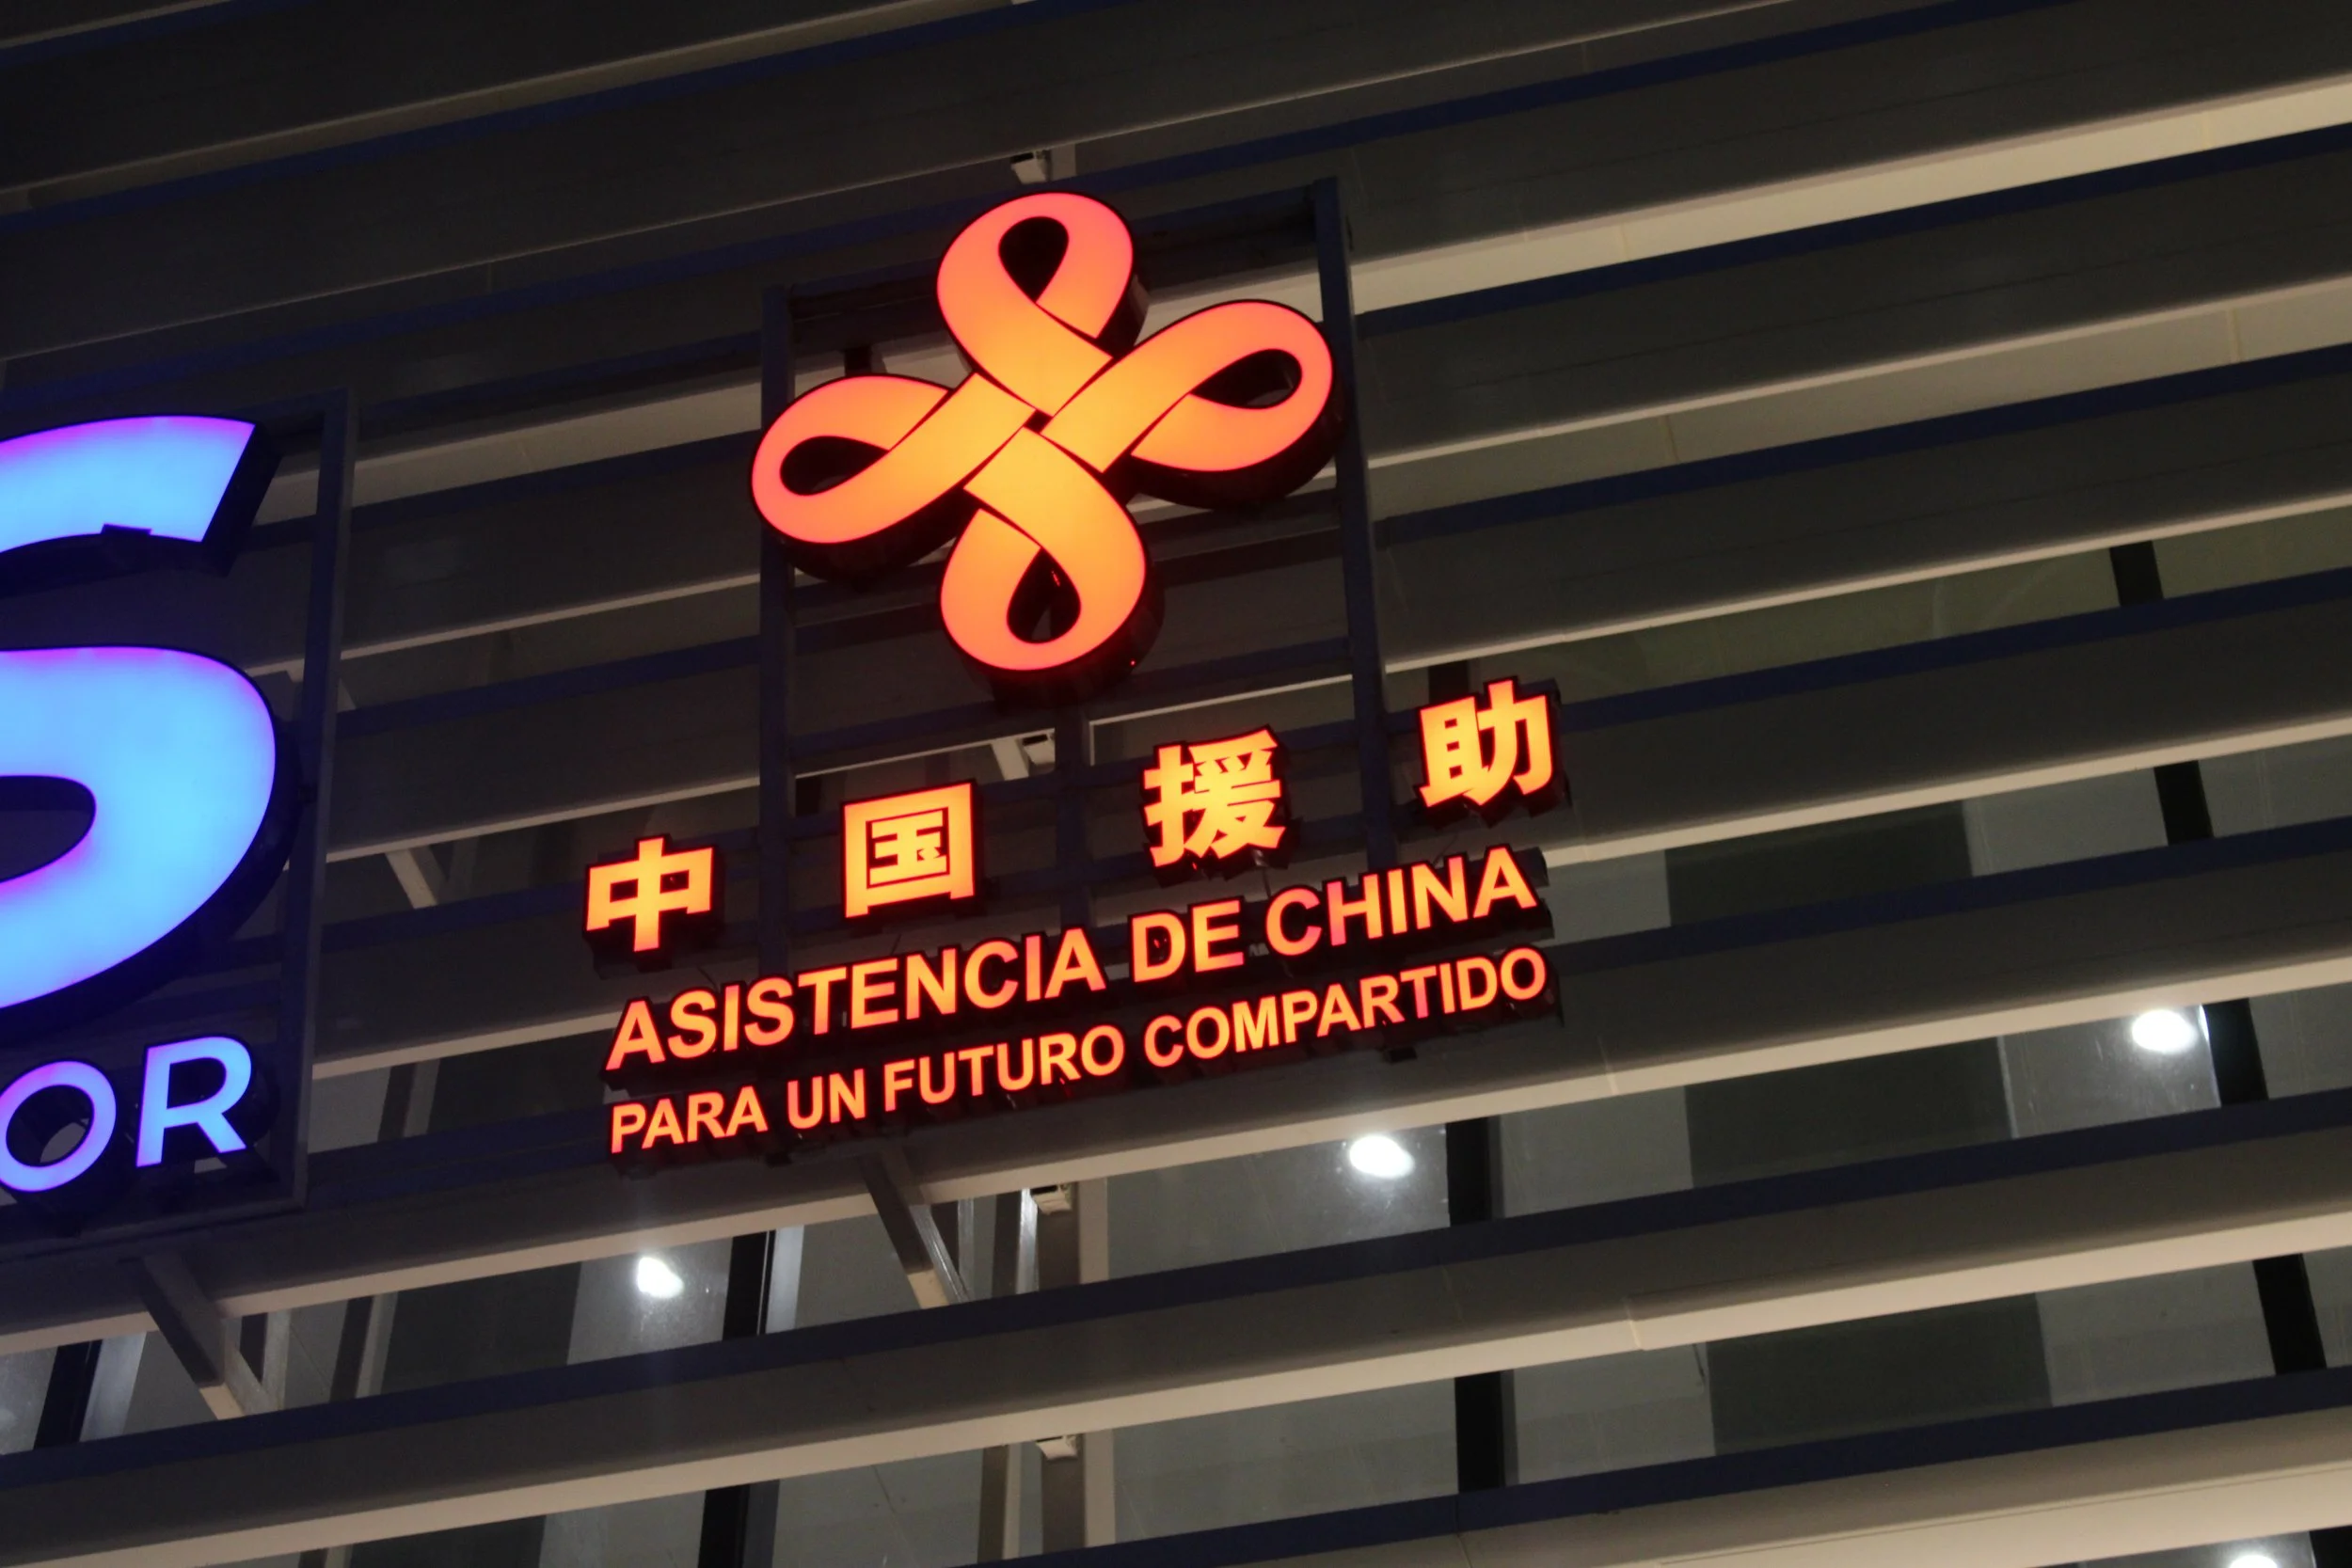 S
OR
中国援助
ASISTENCIA DE CHINA
PARA UN FUTURO COMPARTIDO